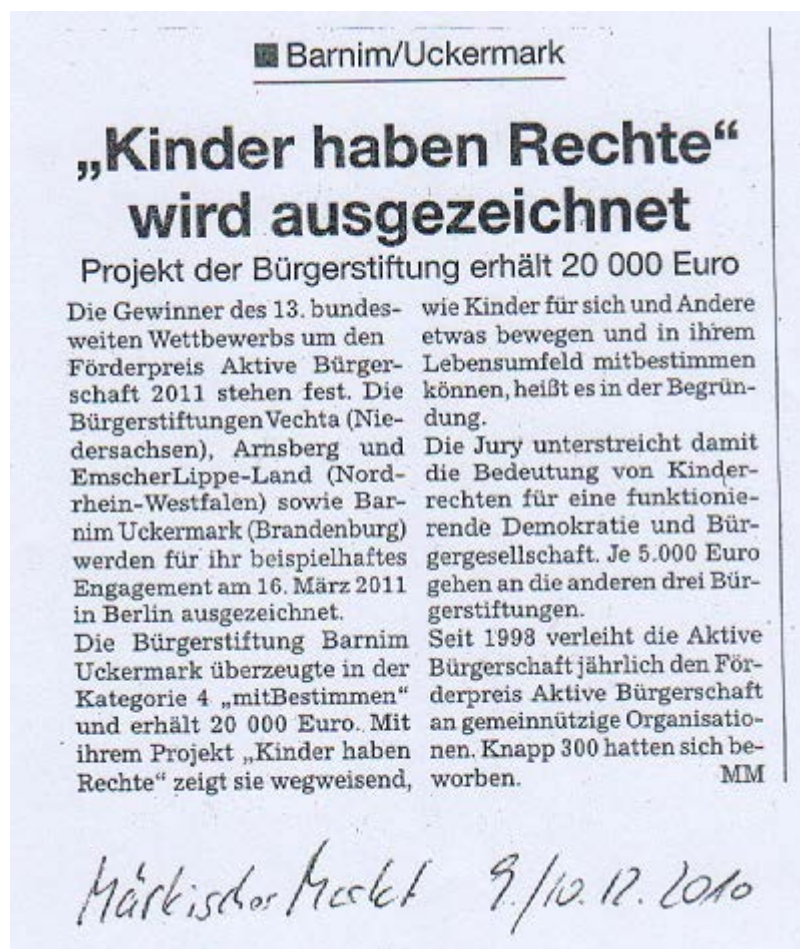 Barnim/Uckermark
„Kinder haben Rechte“
wird ausgezeichnet
Projekt der Bürgerstiftung erhält 20 000 Euro
Die Gewinner des 13. bundes-
weiten Wettbewerbs um den
Förderpreis Aktive Bürger-
schaft 2011 stehen fest. Die
Bürgerstiftungen Vechta (Nie-
dersachsen), Arnsberg und
EmscherLippe-Land (Nord-
rhein-Westfalen) sowie Bar-
nim Uckermark (Brandenburg)
werden für ihr beispielhaftes
Engagement am 16. März 2011
in Berlin ausgezeichnet.
Die Bürgerstiftung Barnim
Uckermark überzeugte in der
Kategorie 4 „mitBestimmen“
und erhält 20 000 Euro. Mit
ihrem Projekt „Kinder haben
Rechte“ zeigt sie wegweisend,
wie Kinder für sich und Andere
etwas bewegen und in ihrem
Lebensumfeld mitbestimmen
können, heißt es in der Begrün-
dung.
Die Jury unterstreicht damit
die Bedeutung von Kinder-
rechten für eine funktionie-
rende Demokratie und Bür-
gergesellschaft. Je 5.000 Euro
gehen an die anderen drei Bür-
gerstiftungen.
Seit 1998 verleiht die Aktive
Bürgerschaft jährlich den För-
derpreis Aktive Bürgerschaft
an gemeinnützige Organisatio-
nen. Knapp 300 hatten sich be-
worben. MM
Märkischer Markt 9./10.12.2010